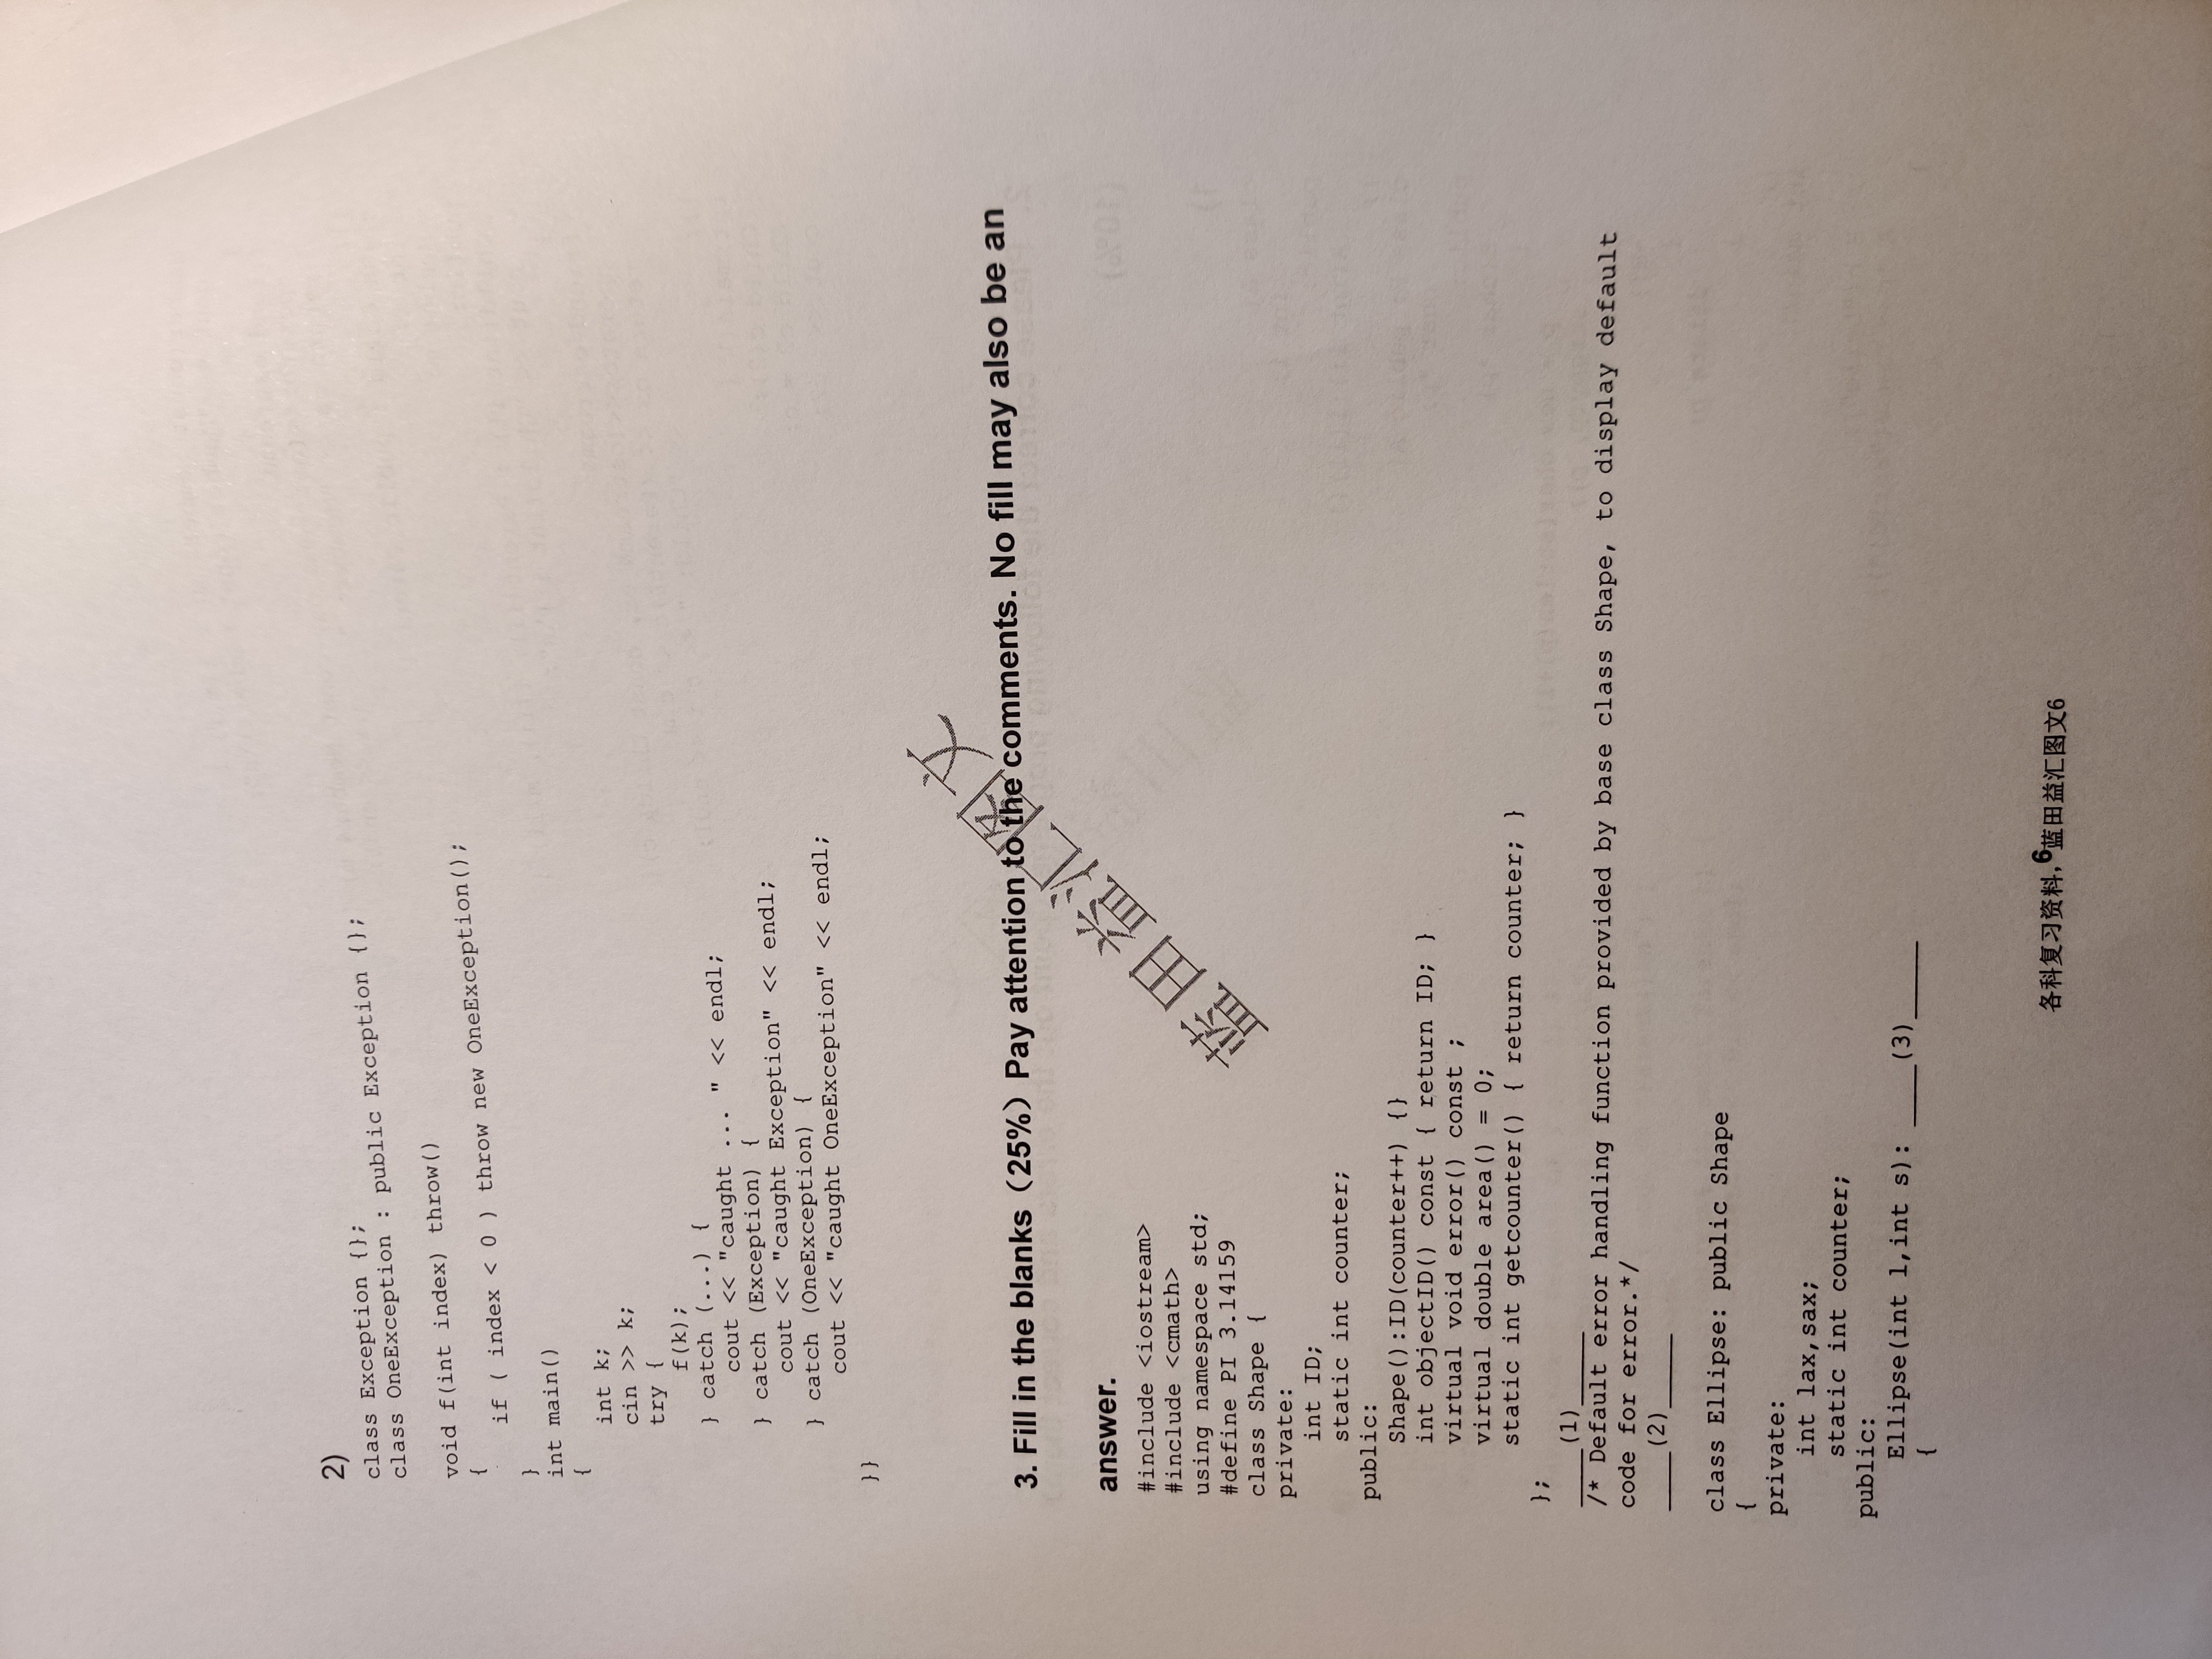 2)
class Exception {};
class OneException : public Exception {};
void f(int index) throw()
{
if ( index < 0 ) throw new OneException();
}
int main()
{
int k;
cin >> k;
try {
f(k);
} catch (...) {
cout << "caught ... " << endl;
} catch (Exception) {
cout << "caught Exception" << endl;
} catch (OneException) {
cout << "caught OneException" << endl;
}}
3. Fill in the blanks (25%) Pay attention to the comments. No fill may also be an
answer.
#include <iostream>
#include <cmath>
using namespace std;
#define PI 3.14159
class Shape {
private:
int ID;
static int counter;
public:
Shape():ID(counter++) {}
int objectID() const { return ID; }
virtual void error() const ;
virtual double area() = 0;
static int getcounter() { return counter; }
};
____(1)_____
/* Default error handling function provided by base class Shape, to display default
code for error.*/
____(2)_____
class Ellipse: public Shape
{
private:
int lax,sax;
static int counter;
public:
Ellipse(int l,int s): ____(3)_____
{
蓝田益汇图文
各科复习资料,6蓝田益汇图文6